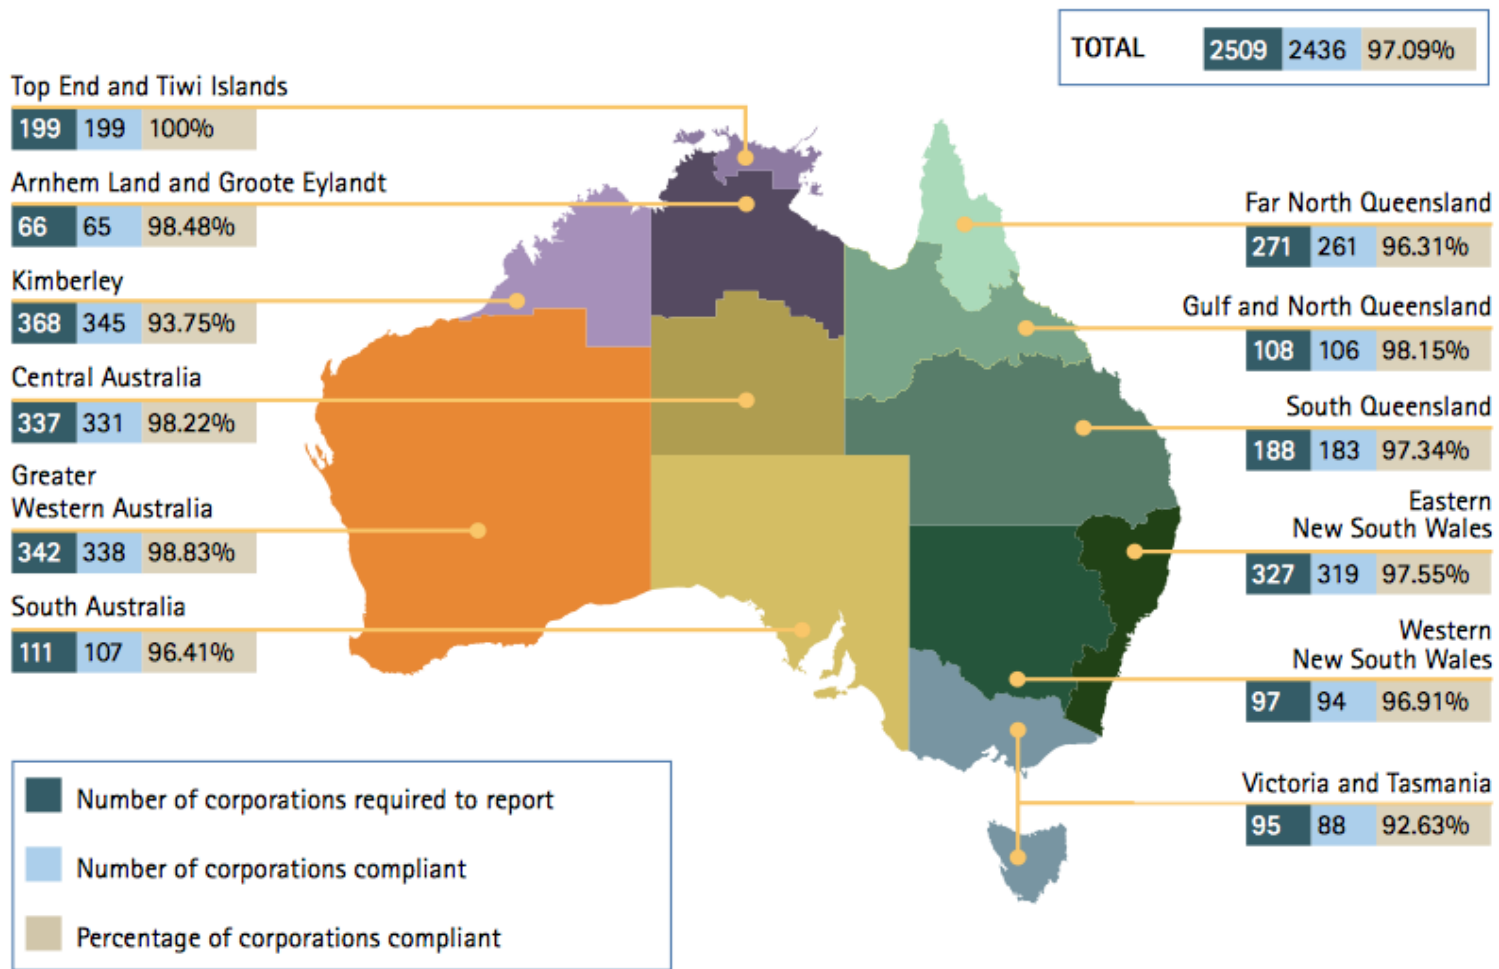 TOTAL 2509 2436 97.09%
Top End and Tiwi Islands
199 199 100%
Arnhem Land and Groote Eylandt
66 65 98.48%
Kimberley
368 345 93.75%
Central Australia
337 331 98.22%
Greater
Western Australia
342 338 98.83%
South Australia
111 107 96.41%
Far North Queensland
271 261 96.31%
Gulf and North Queensland
108 106 98.15%
South Queensland
188 183 97.34%
Eastern
New South Wales
327 319 97.55%
Western
New South Wales
97 94 96.91%
Victoria and Tasmania
95 88 92.63%
Number of corporations required to report
Number of corporations compliant
Percentage of corporations compliant